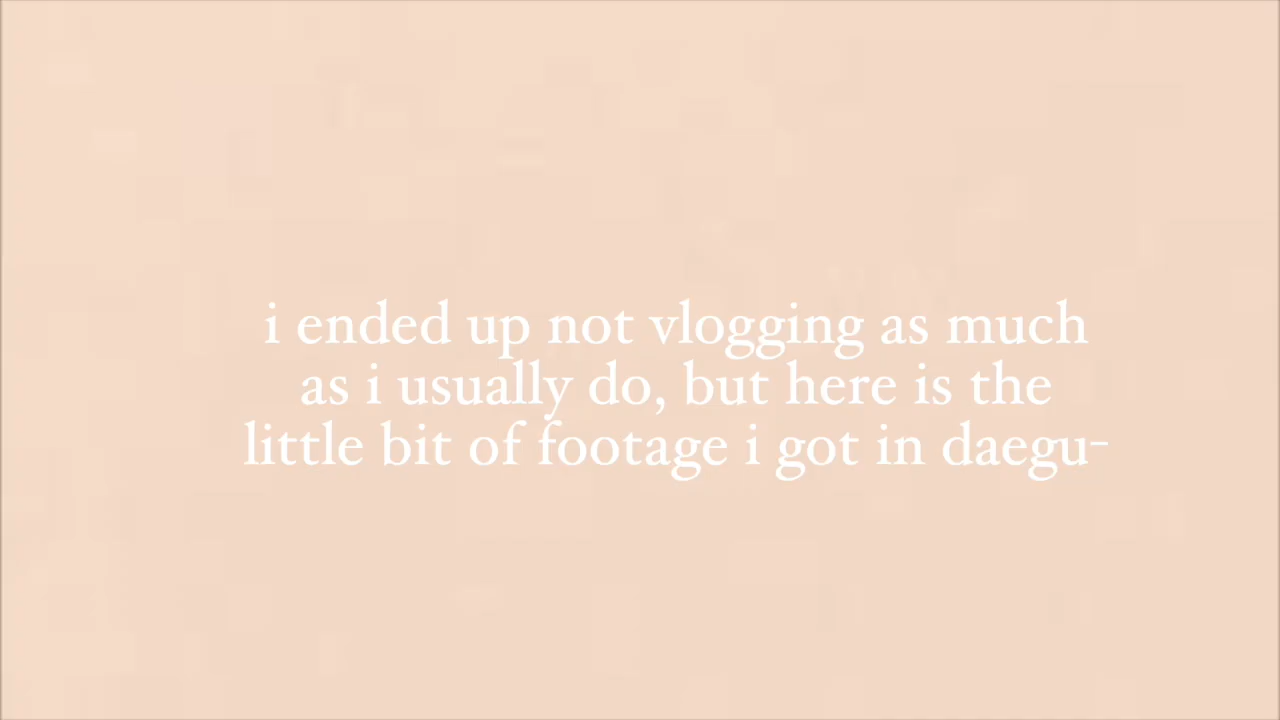 i ended up not vlogging as much
as i usually do, but here is the
little bit of footage i got in daegu-